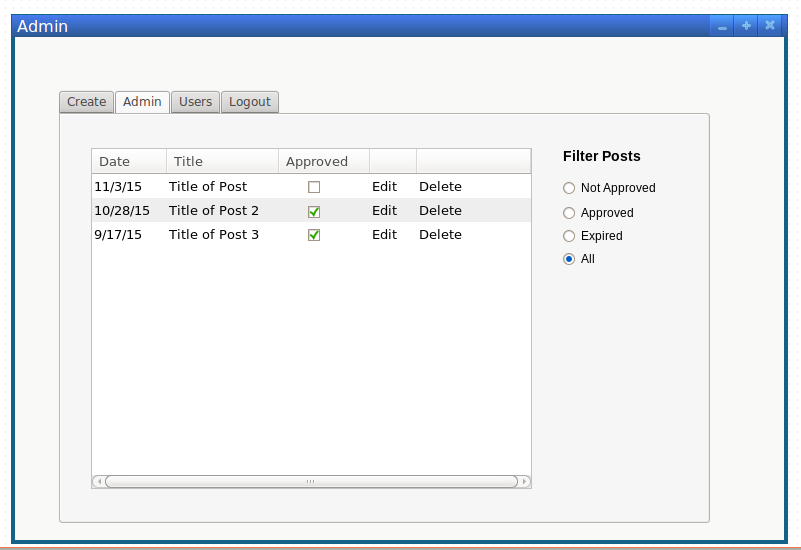 Admin
Create Admin Users Logout
Date Title Approved
11/3/15 Title of Post Edit Delete
10/28/15 Title of Post 2 Edit Delete
9/17/15 Title of Post 3 Edit Delete
Filter Posts
Not Approved
Approved
Expired
All